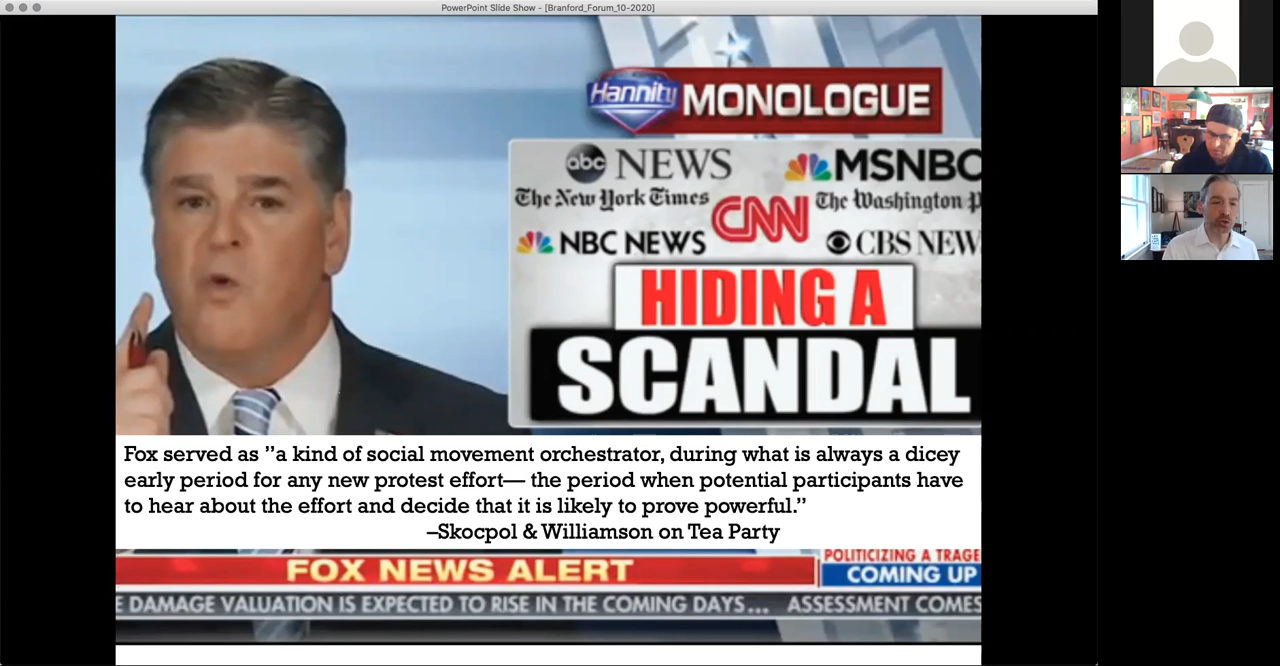 PowerPoint Slide Show - [Branford_Forum_10-2020]
Hannity MONOLOGUE
abc NEWS MSNBC
The New York Times CNN The Washington P
NBC NEWS CBS NEW
HIDING A
SCANDAL
Fox served as ”a kind of social movement orchestrator, during what is always a dicey
early period for any new protest effort— the period when potential participants have
to hear about the effort and decide that it is likely to prove powerful.”
–Skocpol & Williamson on Tea Party
FOX NEWS ALERT
POLITICIZING A TRAGE
COMING UP
E DAMAGE VALUATION IS EXPECTED TO RISE IN THE COMING DAYS... ASSESSMENT COMES